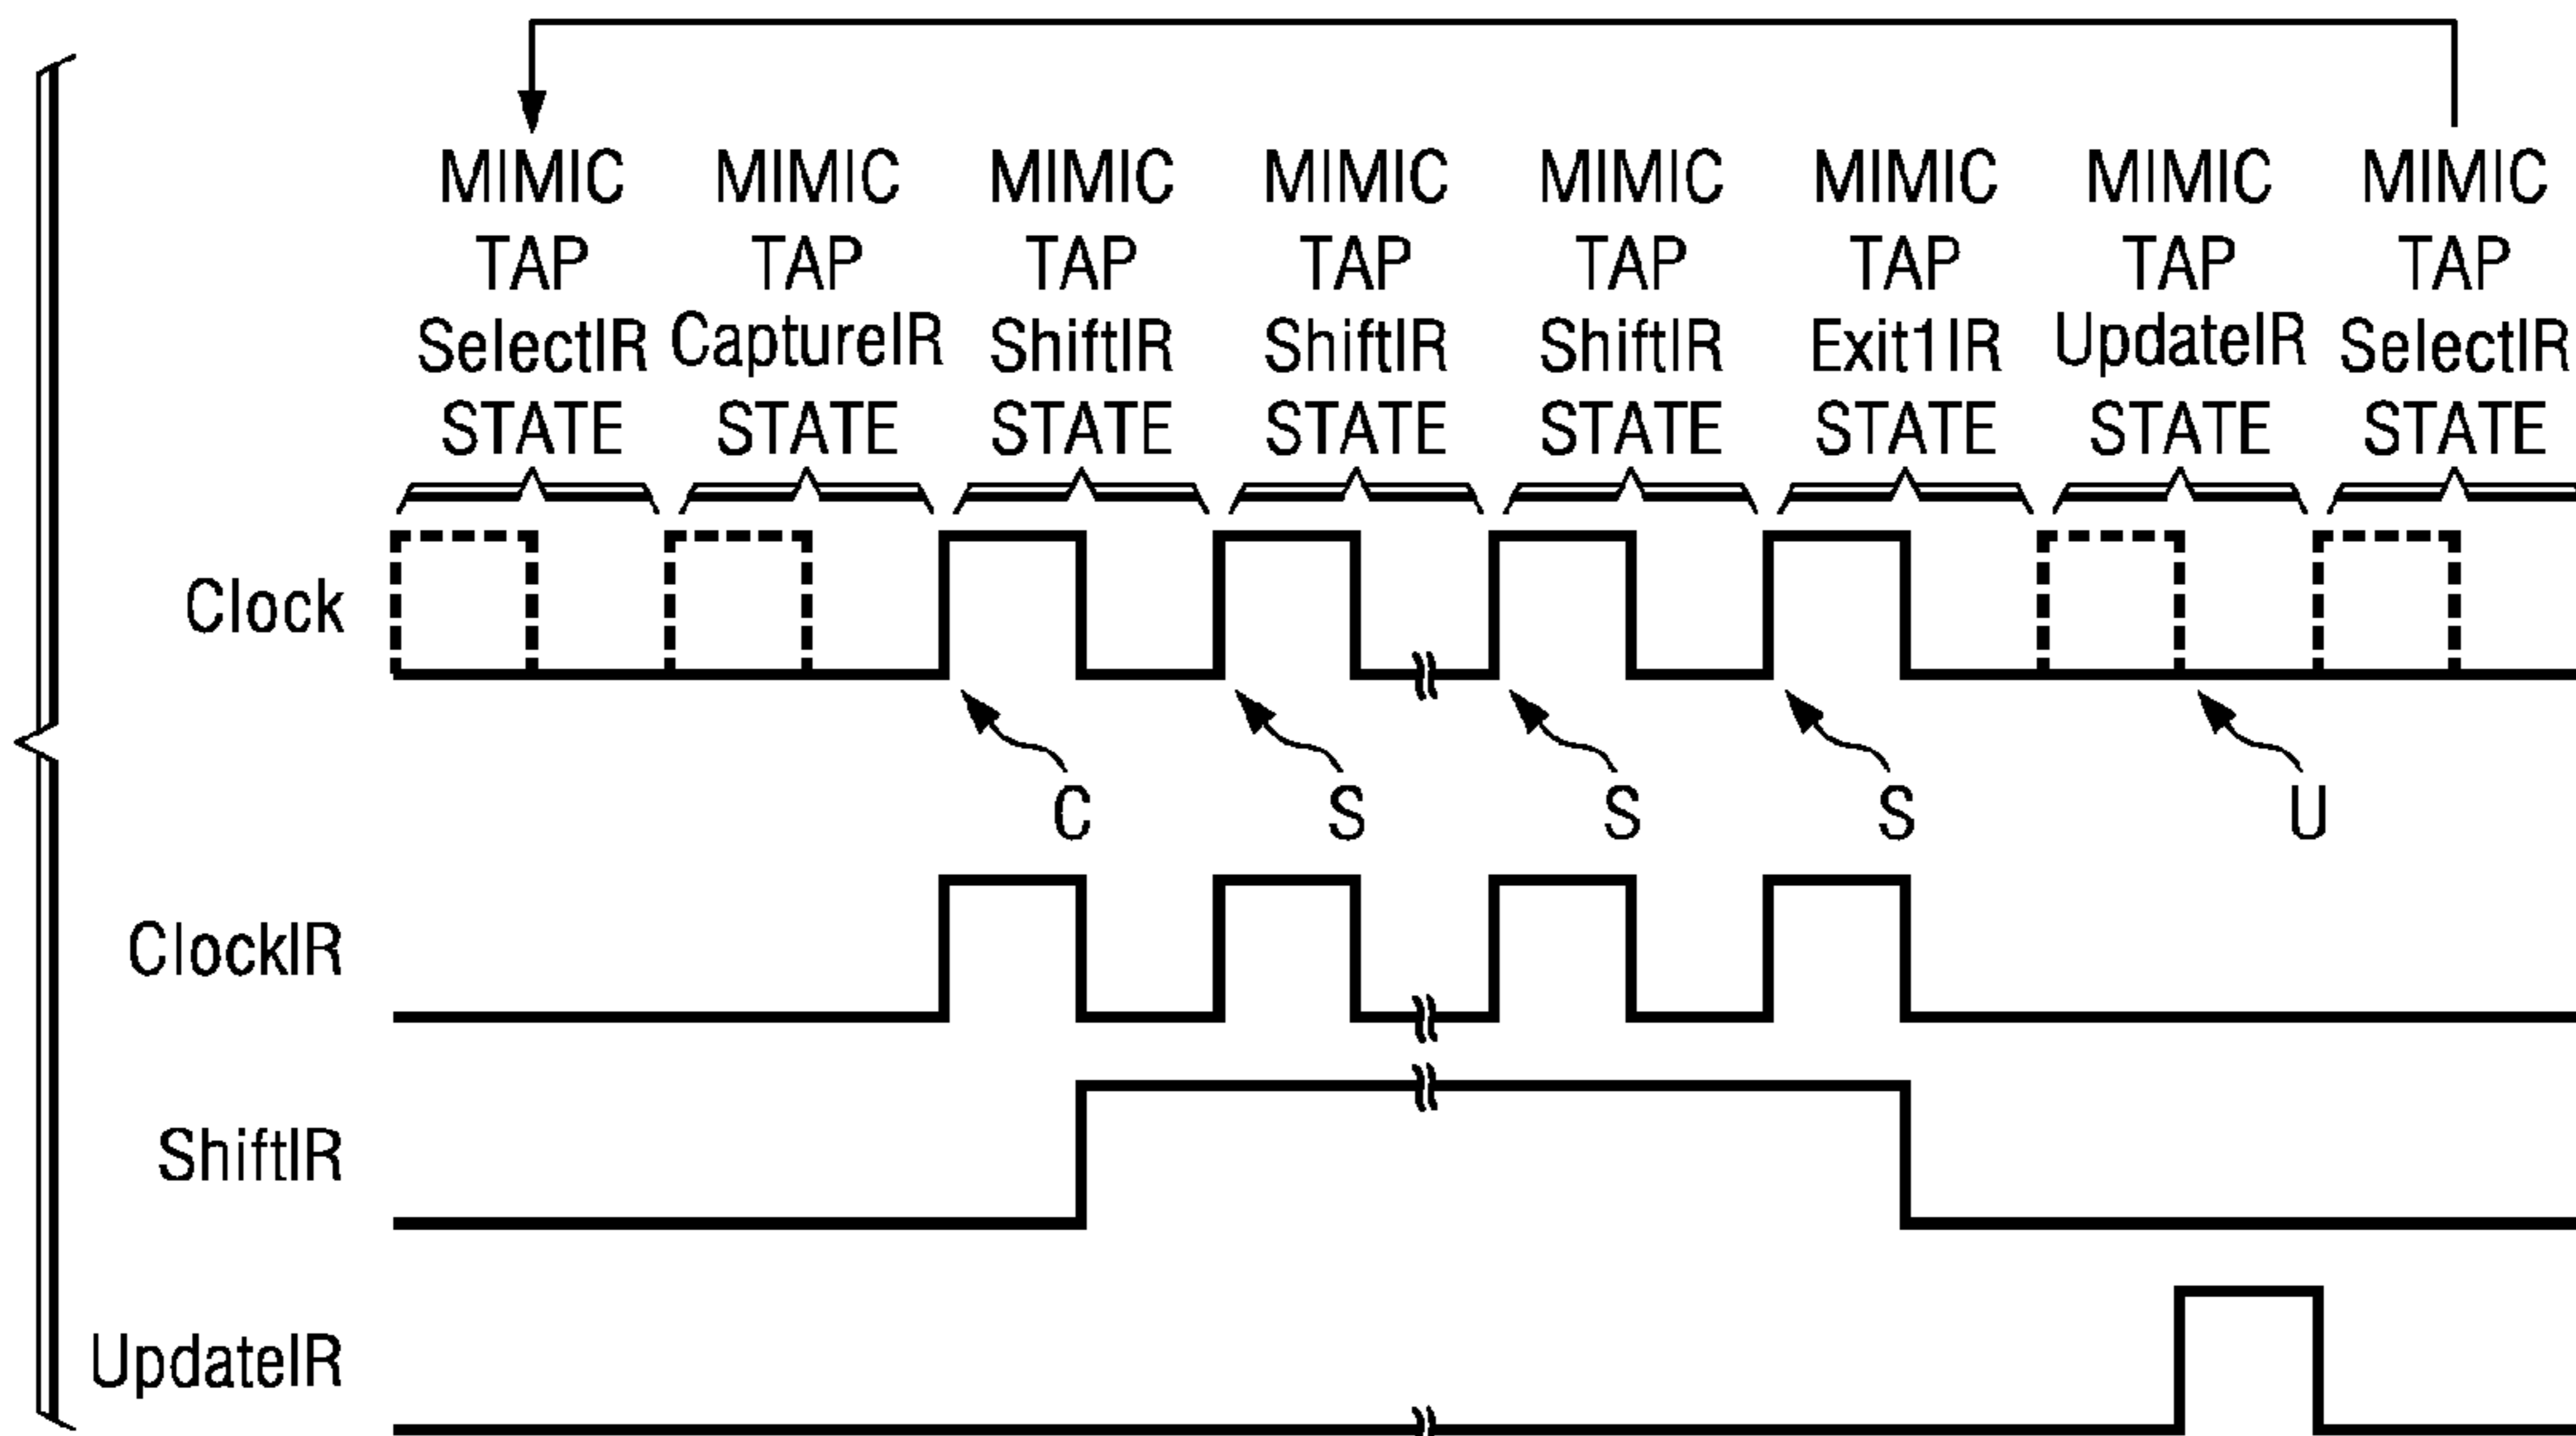 MIMIC MIMIC MIMIC MIMIC MIMIC MIMIC MIMIC MIMIC
TAP TAP TAP TAP TAP TAP TAP TAP
SelectIR CaptureIR ShiftIR ShiftIR ShiftIR Exit1IR UpdateIR SelectIR
STATE STATE STATE STATE STATE STATE STATE STATE
Clock
C S S S U
ClockIR
ShiftIR
UpdateIR